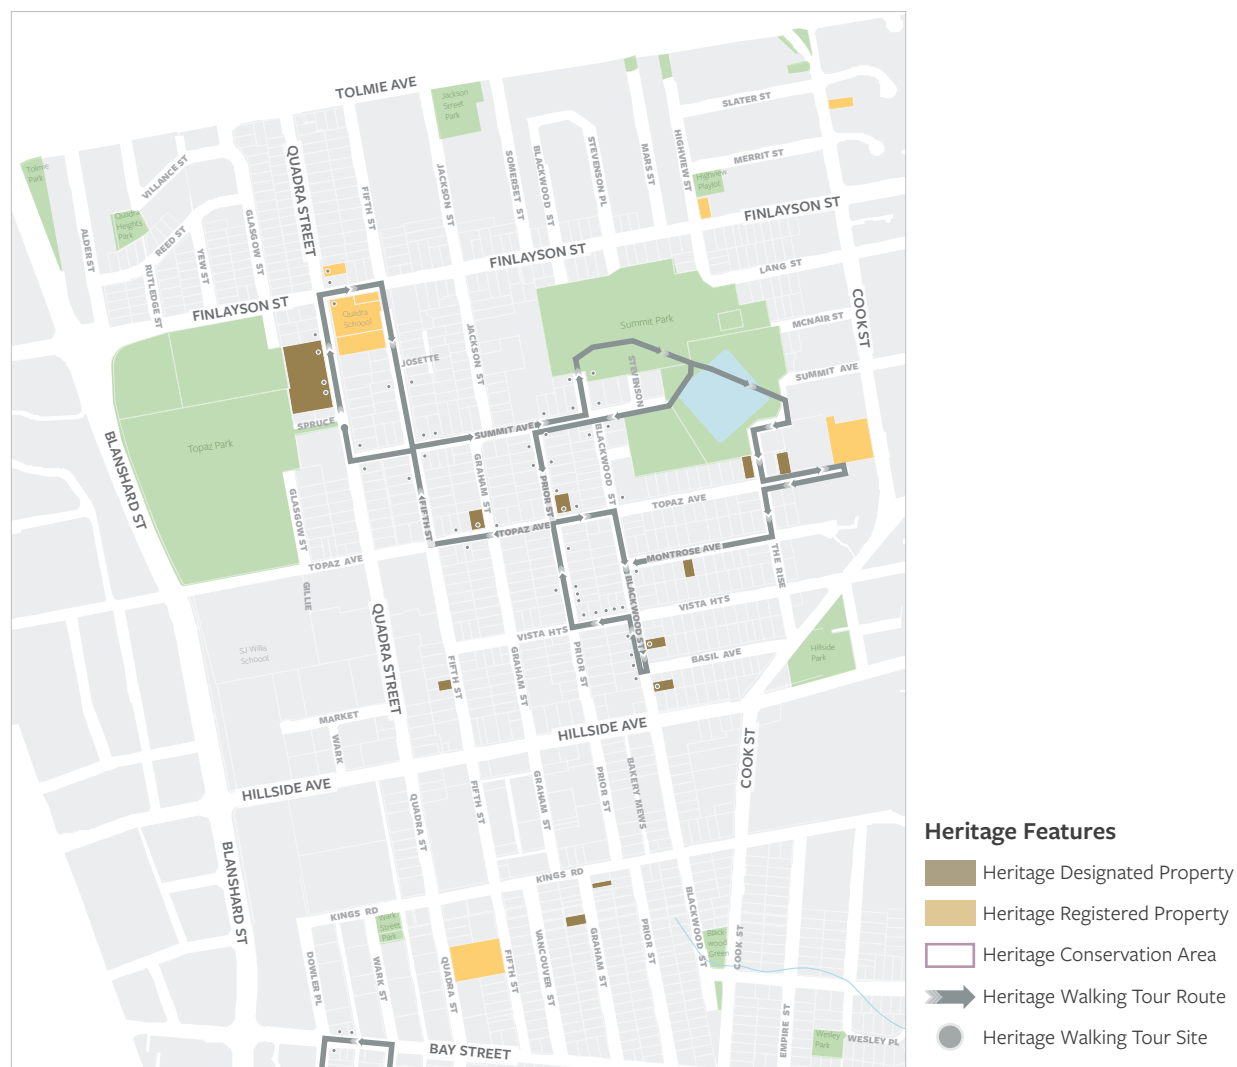 TOLMIE AVE
Jackson
Street
Park
SLATER ST
MERRIT ST
HIGHVIEW ST
MARS ST
STEVENSON PL
BLACKWOOD ST
SOMERSET ST
JACKSON ST
FIFTH ST
QUADRA STREET
VILLANCE ST
Tolmie
Park
Quadra
Heights
Park
REED ST
ALDER ST
RUTLEDGE ST
YEW ST
GLASGOW ST
Highview
Playlot
FINLAYSON ST
FINLAYSON ST
FINLAYSON ST
LANG ST
MCNAIR ST
COOK ST
SUMMIT AVE
Summit Park
STEVENSON
Quadra
Schoool
JOSETTE
JACKSON ST
SPRUCE
Topaz Park
BLANSHARD ST
SUMMIT AVE
GRAHAM ST
PRIOR ST
BLACKWOOD ST
TOPAZ AVE
TOPAZ AVE
FIFTH ST
GLASGOW ST
TOPAZ AVE
GILLIE
MONTROSE AVE
THE RISE
BLACKWOOD ST
VISTA HTS
VISTA HTS
BASIL AVE
Hillside
Park
SJ Willis
Schoool
QUADRA STREET
FIFTH ST
GRAHAM ST
PRIOR ST
MARKET
WARK
HILLSIDE AVE
HILLSIDE AVE
COOK ST
QUADRA ST
FIFTH ST
GRAHAM ST
PRIOR ST
BAKERY MEWS
BLANSHARD ST
KINGS RD
KINGS RD
Wark
Street
Park
DOWLER PL
WARK ST
QUADRA ST
FIFTH ST
VANCOUVER ST
GRAHAM ST
PRIOR ST
BLACKWOOD ST
Black-
wood
Green
COOK ST
EMPIRE ST
Wesley
Park
WESLEY PL
BAY STREET
Heritage Features
Heritage Designated Property
Heritage Registered Property
Heritage Conservation Area
Heritage Walking Tour Route
Heritage Walking Tour Site